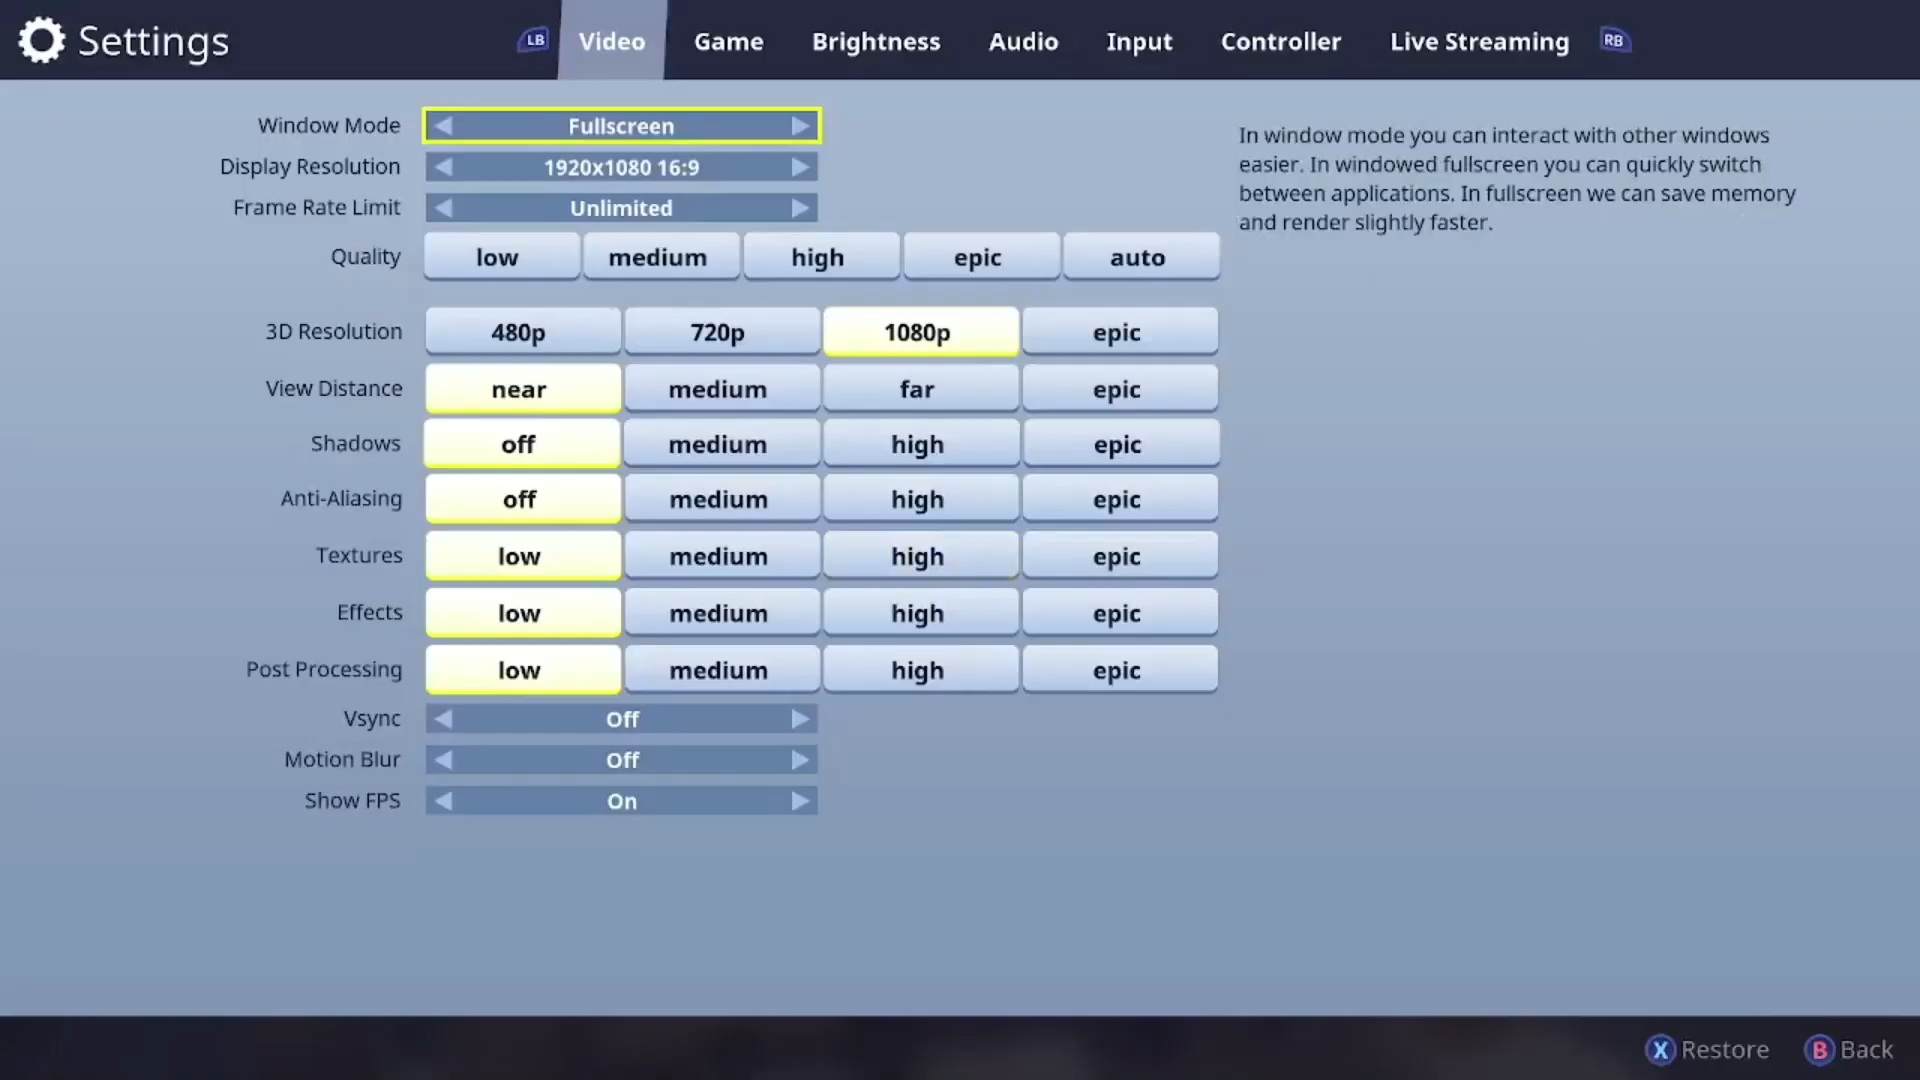 Settings
LB Video Game Brightness Audio Input Controller Live Streaming RB
Window Mode Fullscreen
Display Resolution 1920x1080 16:9
Frame Rate Limit Unlimited
Quality low medium high epic auto
3D Resolution 480p 720p 1080p epic
View Distance near medium far epic
Shadows off medium high epic
Anti-Aliasing off medium high epic
Textures low medium high epic
Effects low medium high epic
Post Processing low medium high epic
Vsync Off
Motion Blur Off
Show FPS On
In window mode you can interact with other windows
easier. In windowed fullscreen you can quickly switch
between applications. In fullscreen we can save memory
and render slightly faster.
X Restore B Back